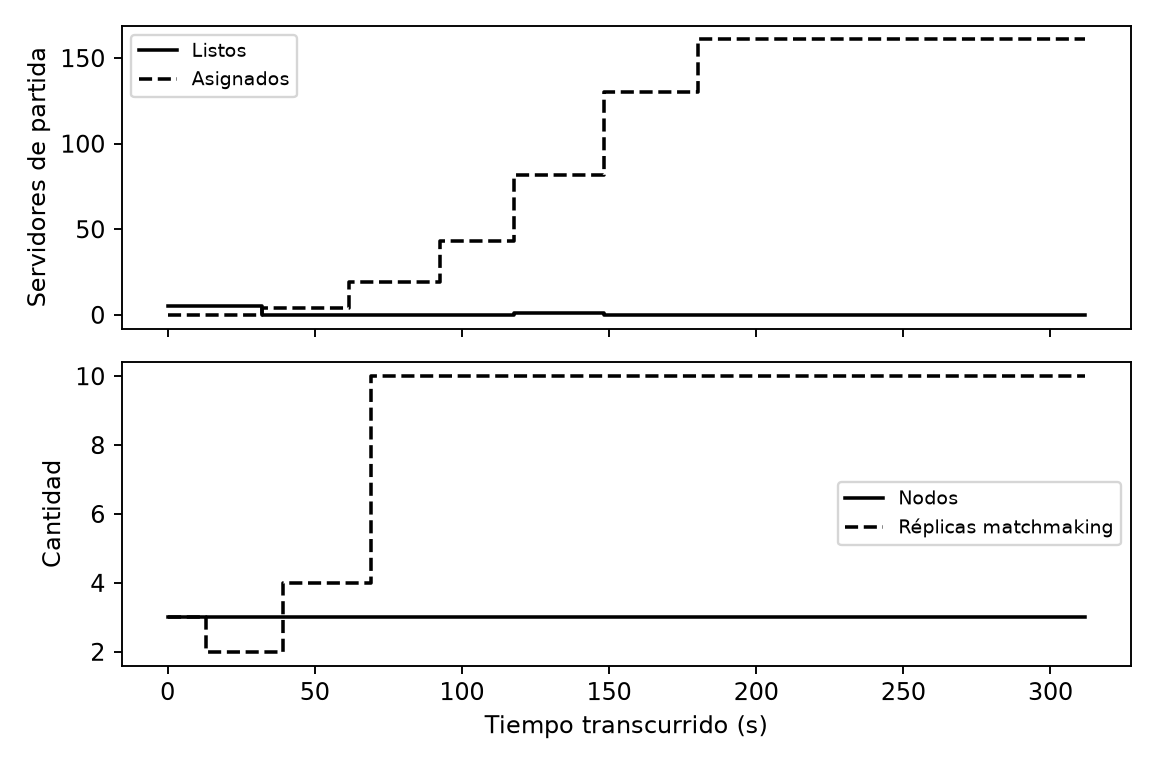 Servidores de partida
150
100
50
0
Listos
Asignados
Cantidad
10
8
6
4
2
Nodos
Réplicas matchmaking
0 50 100 150 200 250 300
Tiempo transcurrido (s)